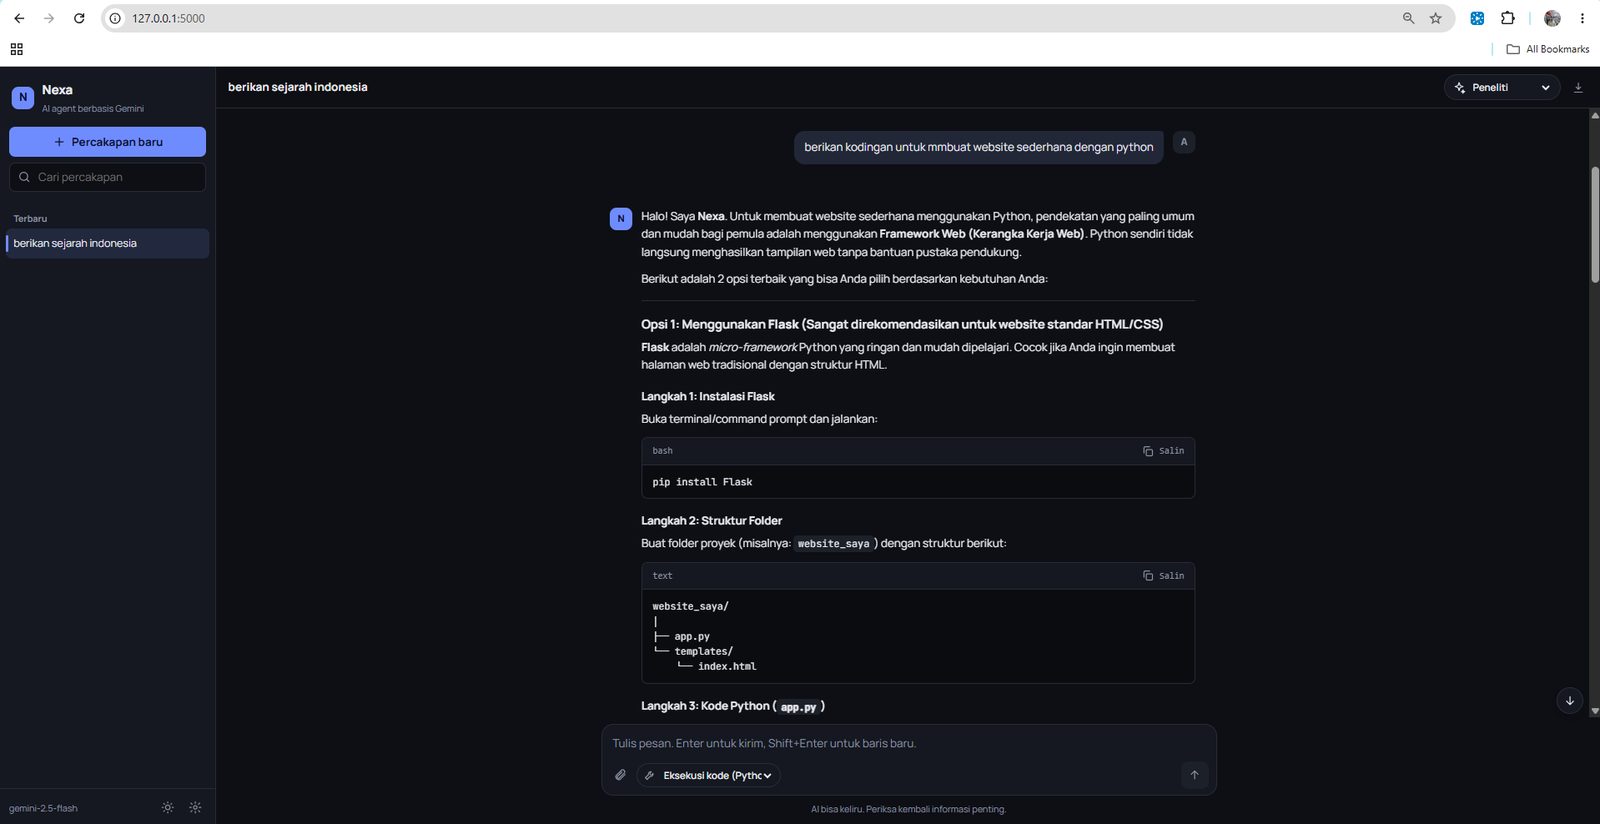 127.0.0.1:5000
All Bookmarks
N
Nexa
AI agent berbasis Gemini
+ Percakapan baru
Cari percakapan
Terbaru
berikan sejarah indonesia
gemini-2.5-flash
berikan sejarah indonesia
Peneliti
berikan kodingan untuk mmbuat website sederhana dengan python
A
N
Halo! Saya Nexa. Untuk membuat website sederhana menggunakan Python, pendekatan yang paling umum
dan mudah bagi pemula adalah menggunakan Framework Web (Kerangka Kerja Web). Python sendiri tidak
langsung menghasilkan tampilan web tanpa bantuan pustaka pendukung.
Berikut adalah 2 opsi terbaik yang bisa Anda pilih berdasarkan kebutuhan Anda:
Opsi 1: Menggunakan Flask (Sangat direkomendasikan untuk website standar HTML/CSS)
Flask adalah micro-framework Python yang ringan dan mudah dipelajari. Cocok jika Anda ingin membuat
halaman web tradisional dengan struktur HTML.
Langkah 1: Instalasi Flask
Buka terminal/command prompt dan jalankan:
bash
Salin
pip install Flask
Langkah 2: Struktur Folder
Buat folder proyek (misalnya: website_saya) dengan struktur berikut:
text
Salin
website_saya/
│
├── app.py
└── templates/
    └── index.html
Langkah 3: Kode Python (app.py)
Tulis pesan. Enter untuk kirim, Shift+Enter untuk baris baru.
Eksekusi kode (Pythc
AI bisa keliru. Periksa kembali informasi penting.